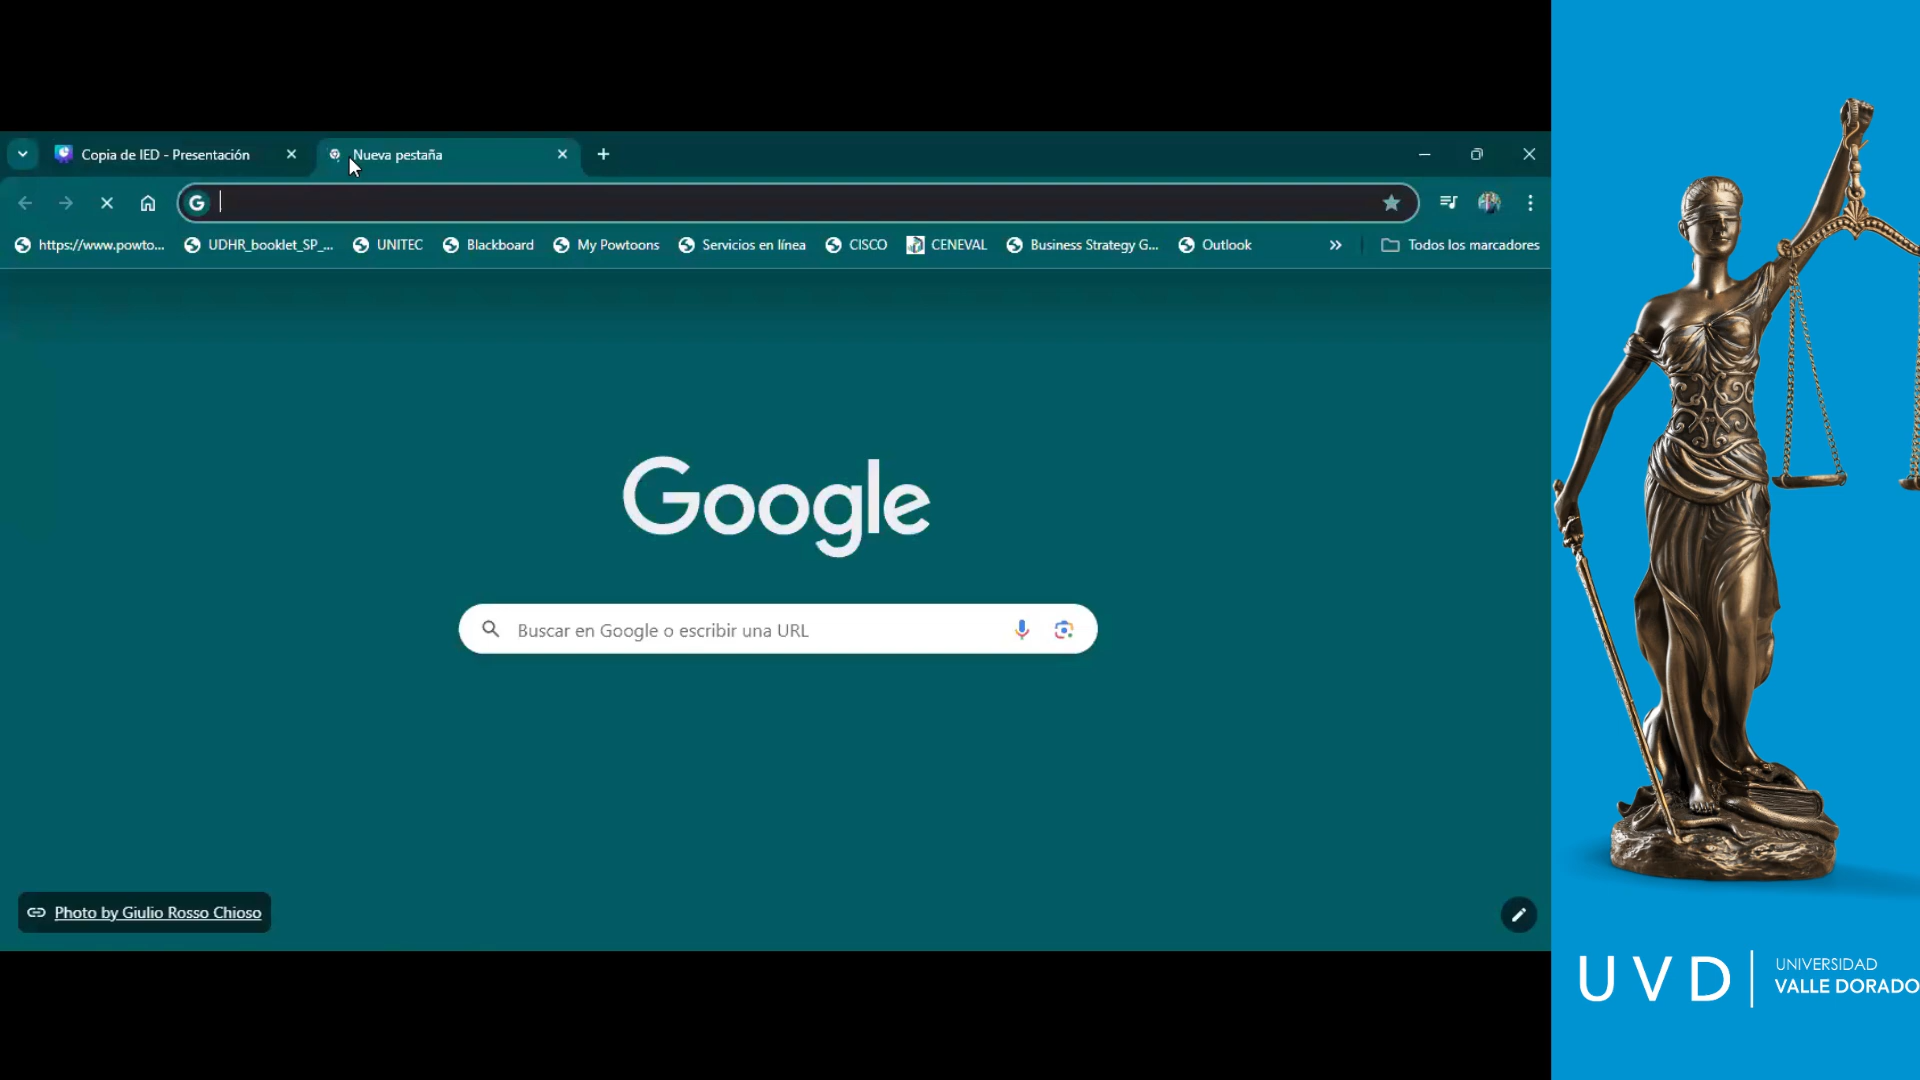 Copia de IED - Presentación
Nueva pestaña
G
https://www.powto...
UDHR_booklet_SP_...
UNITEC
Blackboard
My Powtoons
Servicios en línea
CISCO
CENEVAL
Business Strategy G...
Outlook
Todos los marcadores
Google
Buscar en Google o escribir una URL
Photo by Giulio Rosso Chioso
UVD
UNIVERSIDAD
VALLE DORADO